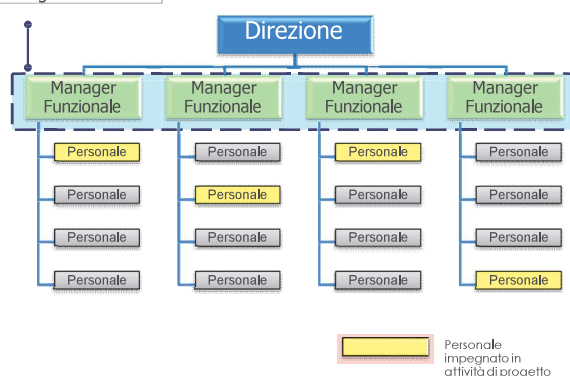 Direzione
Manager Manager Manager Manager
Funzionale Funzionale Funzionale Funzionale
Personale Personale Personale Personale
Personale Personale Personale Personale
Personale Personale Personale Personale
Personale Personale Personale Personale
Personale
impegnato in
attività di progetto